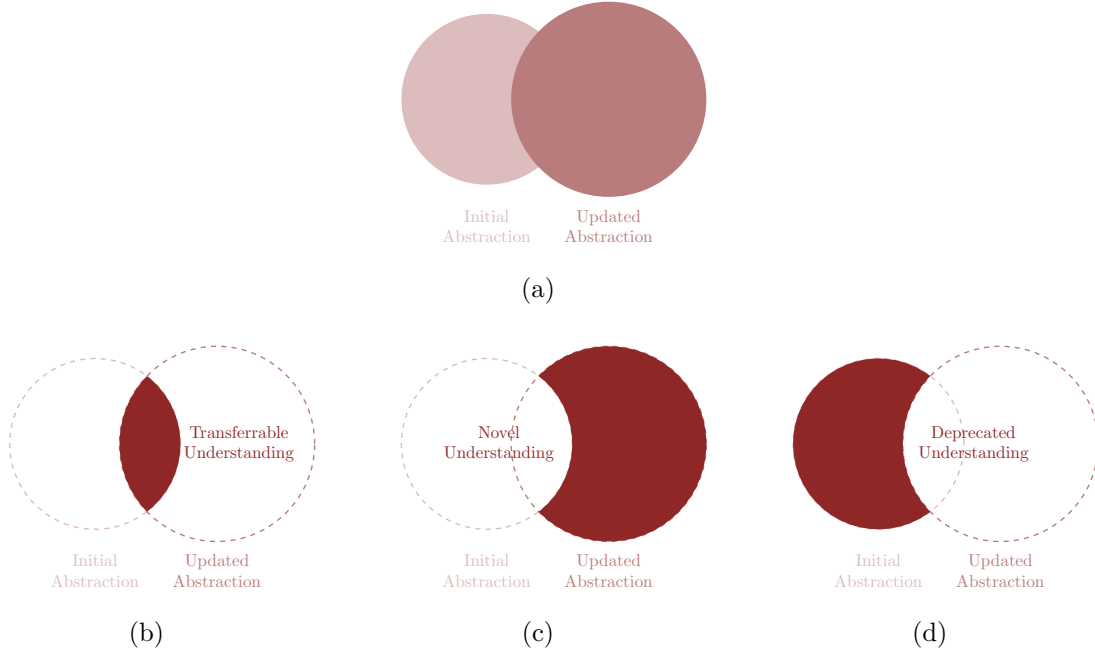 Initial
Abstraction
Updated
Abstraction
(a)
Transferrable
Understanding
Initial
Abstraction
Updated
Abstraction
(b)
Novel
Understanding
Initial
Abstraction
Updated
Abstraction
(c)
Deprecated
Understanding
Initial
Abstraction
Updated
Abstraction
(d)